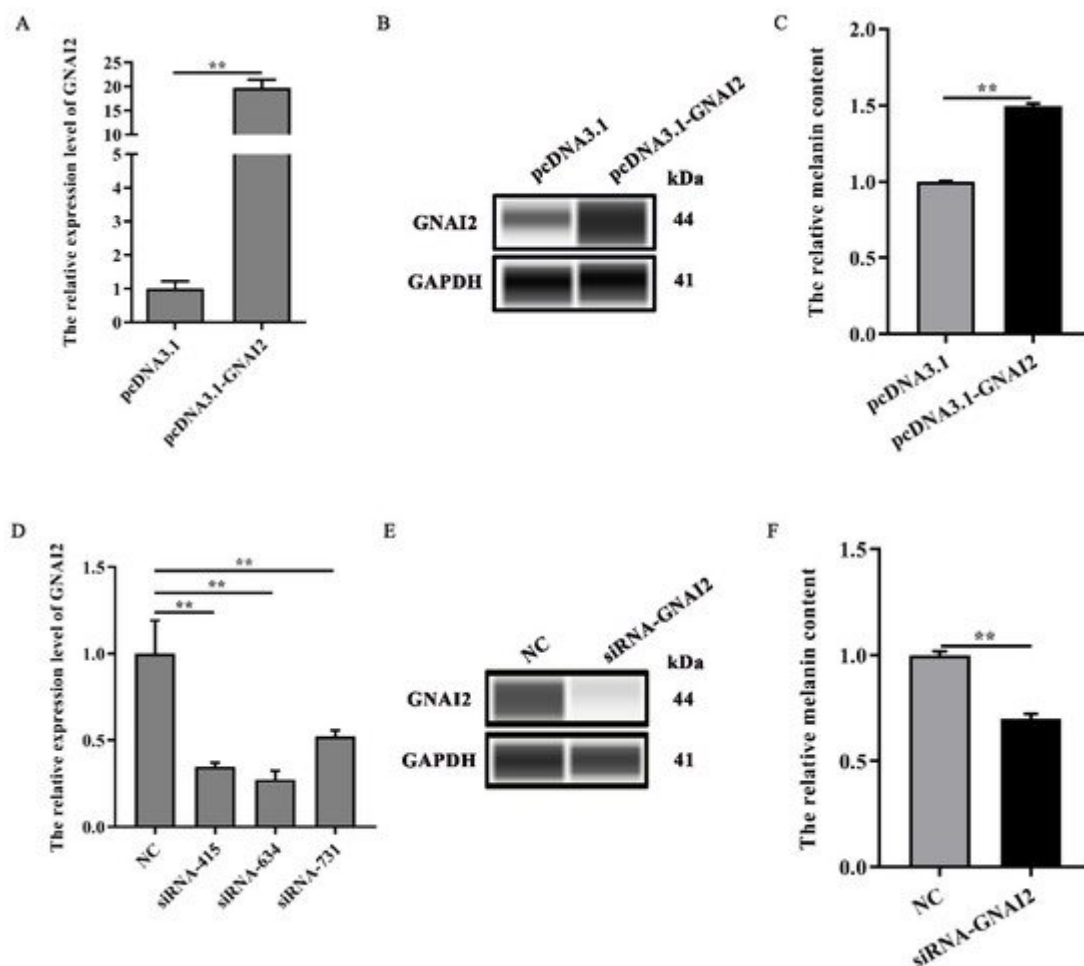 A
The relative expression level of GNAI2
**
25
20
15
10
5
4
3
2
1
0
pcDNA3.1
pcDNA3.1-GNAI2
B
pcDNA3.1
pcDNA3.1-GNAI2
kDa
GNAI2
44
GAPDH
41
C
The relative melanin content
2.0
**
1.5
1.0
0.5
0.0
pcDNA3.1
pcDNA3.1-GNAI2
D
The relative expression level of GNAI2
1.5
**
**
**
1.0
0.5
0.0
NC
siRNA-415
siRNA-634
siRNA-731
E
NC
siRNA-GNAI2
kDa
GNAI2
44
GAPDH
41
F
The relative melanin content
1.5
**
1.0
0.5
0.0
NC
siRNA-GNAI2